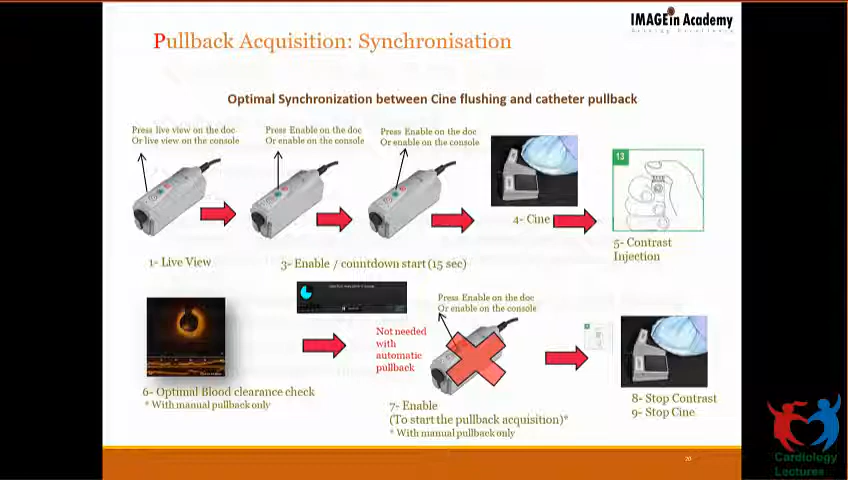 IMAGEin Academy
Pullback Acquisition: Synchronisation
Optimal Synchronization between Cine flushing and catheter pullback
Press live view on the doc
Or live view on the console
Press Enable on the doc
Or enable on the console
Press Enable on the doc
Or enable on the console
13
4- Cine
5- Contrast
Injection
1- Live View
3- Enable / countdown start (15 sec)
Press Enable on the doc
Or enable on the console
Not needed
with
automatic
pullback
6- Optimal Blood clearance check
* With manual pullback only
7- Enable
(To start the pullback acquisition)*
* With manual pullback only
8- Stop Contrast
9- Stop Cine
20
Cardiology
Lectures